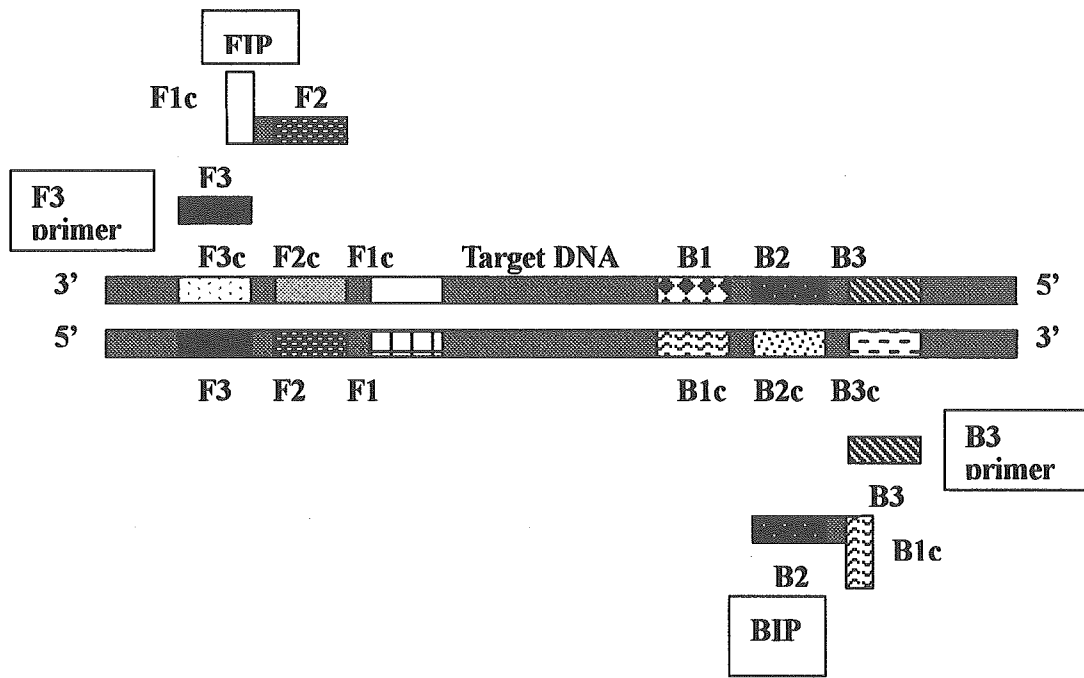 FIP
F1c F2
F3
F3
primer
F3c F2c F1c Target DNA B1 B2 B3
3’ 5’
5’ 3’
F3 F2 F1 B1c B2c B3c
B3
primer
B3
B1c
B2
BIP